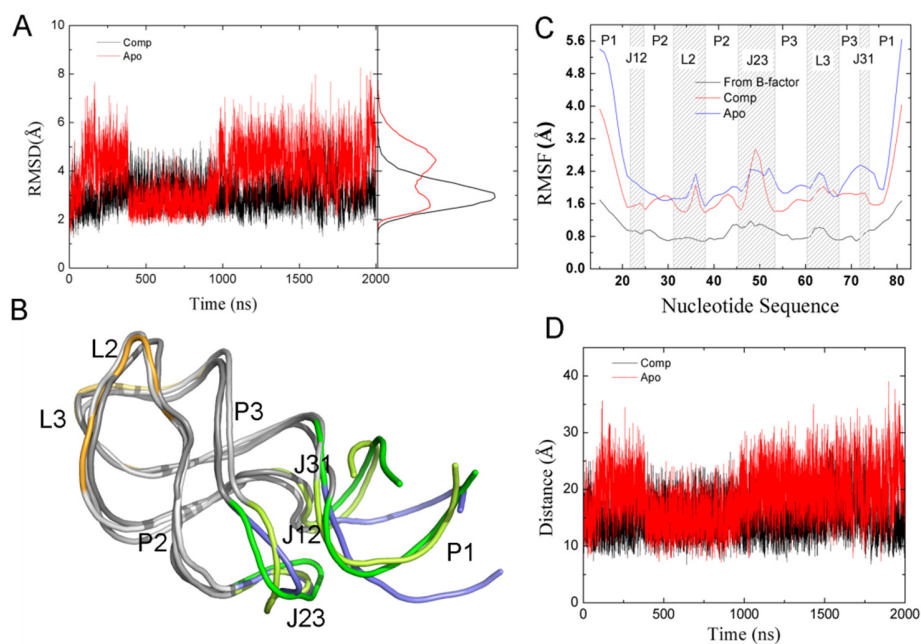 A
RMSD(Å)
10
8
6
4
2
0
Comp
Apo
0
500
1000
1500
2000
Time (ns)
C
RMSF (Å)
5.6
4.8
4.0
3.2
2.4
1.6
0.8
0.0
P1
P2
P2
P3
P3
P1
J12
L2
J23
L3
J31
From B-factor
Comp
Apo
20
30
40
50
60
70
80
Nucleotide Sequence
B
L2
L3
P3
P2
J31
J12
P1
J23
D
Distance (Å)
40
30
20
10
0
Comp
Apo
0
500
1000
1500
2000
Time (ns)